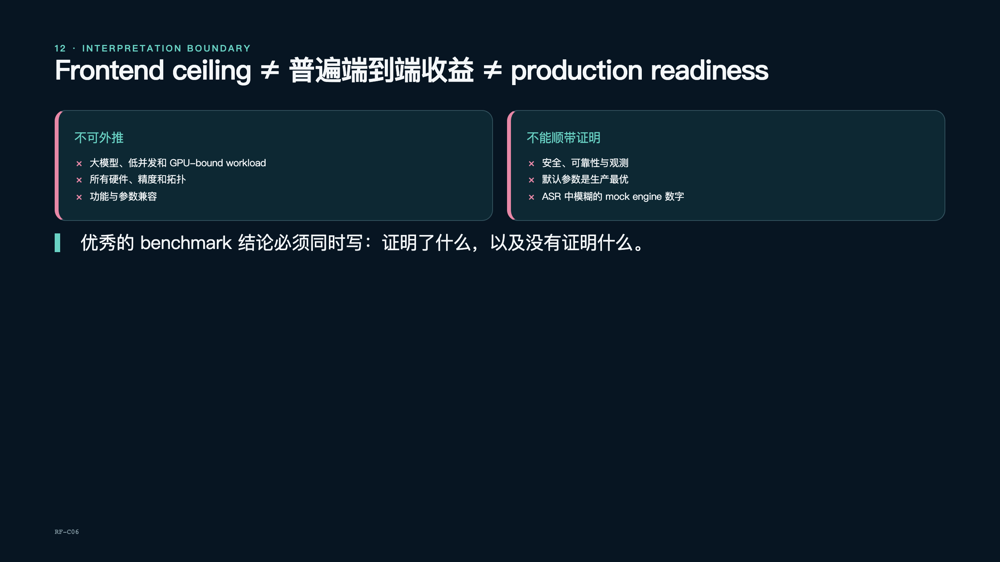 12 · INTERPRETATION BOUNDARY
Frontend ceiling ≠ 普遍端到端收益 ≠ production readiness
不可外推
× 大模型、低并发和 GPU-bound workload
× 所有硬件、精度和拓扑
× 功能与参数兼容
不能顺带证明
× 安全、可靠性与观测
× 默认参数是生产最优
× ASR 中模糊的 mock engine 数字
优秀的 benchmark 结论必须同时写：证明了什么，以及没有证明什么。
RF-C06